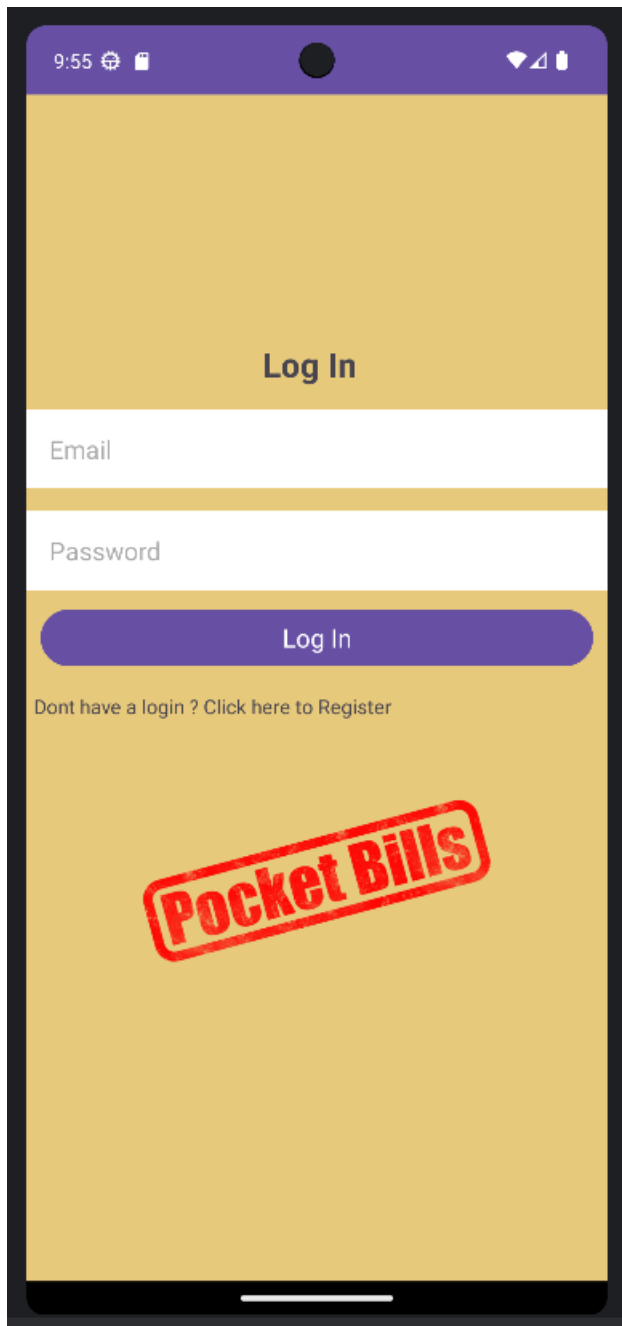 9:55
Log In
Email
Password
Log In
Dont have a login ? Click here to Register
Pocket Bills